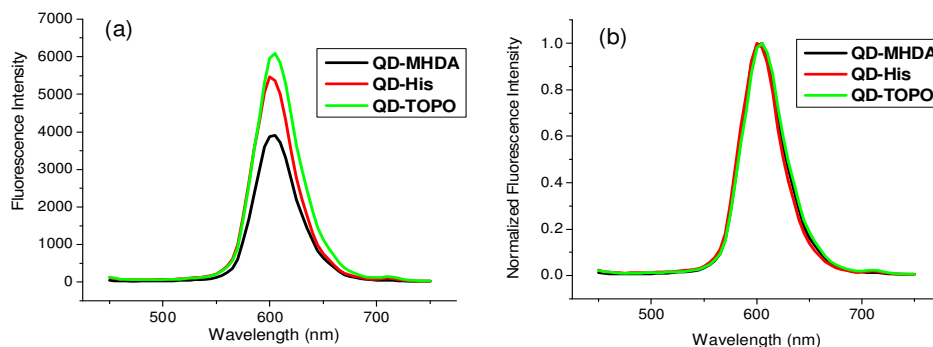 (a)
Fluorescence Intensity
7000
6000
5000
4000
3000
2000
1000
0
500
600
700
Wavelength (nm)
QD-MHDA
QD-His
QD-TOPO
(b)
Normalized Fluorescence Intensity
1.0
0.8
0.6
0.4
0.2
0.0
500
600
700
Wavelength (nm)
QD-MHDA
QD-His
QD-TOPO